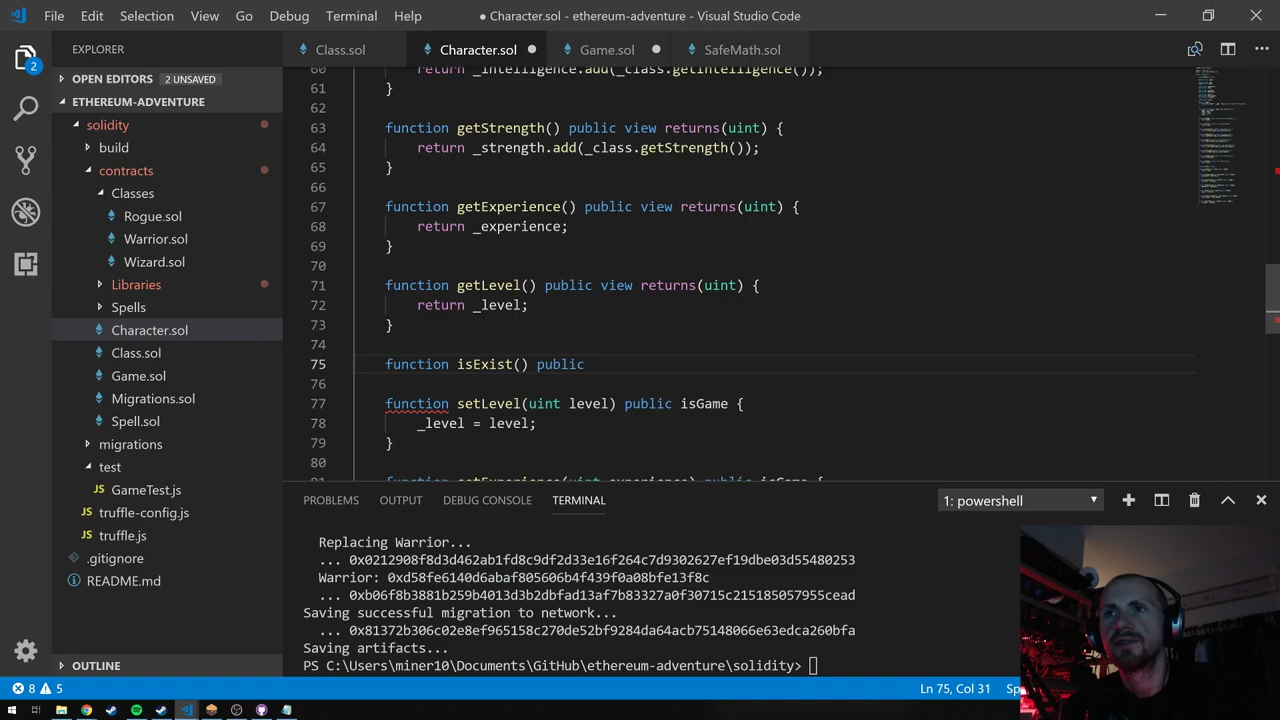 File Edit Selection View Go Debug Terminal Help
● Character.sol - ethereum-adventure - Visual Studio Code
EXPLORER
Class.sol
Character.sol
Game.sol
SafeMath.sol
2
OPEN EDITORS 2 UNSAVED
ETHEREUM-ADVENTURE
solidity
build
contracts
Classes
Rogue.sol
Warrior.sol
Wizard.sol
Libraries
Spells
Character.sol
Class.sol
Game.sol
Migrations.sol
Spell.sol
migrations
test
GameTest.js
truffle-config.js
truffle.js
.gitignore
README.md
OUTLINE
60 return _intelligence.add(_class.getIntelligence());
61 }
62
63 function getStrength() public view returns(uint) {
64 return _strength.add(_class.getStrength());
65 }
66
67 function getExperience() public view returns(uint) {
68 return _experience;
69 }
70
71 function getLevel() public view returns(uint) {
72 return _level;
73 }
74
75 function isExist() public
76
77 function setLevel(uint level) public isGame {
78 _level = level;
79 }
80
81 function setExperience(uint experience) public isGame {
PROBLEMS OUTPUT DEBUG CONSOLE TERMINAL
1: powershell
Replacing Warrior...
... 0x0212908f8d3d462ab1fd8c9df2d33e16f264c7d9302627ef19dbe03d55480253
Warrior: 0xd58fe6140d6abaf805606b4f439f0a08bfe13f8c
... 0xb06f8b3881b259b4013d3b2dbfad13af7b83327a0f30715c215185057955cead
Saving successful migration to network...
... 0x81372b306c02e8ef965158c270de52bf9284da64acb75148066e63edca260bfa
Saving artifacts...
PS C:\Users\miner10\Documents\GitHub\ethereum-adventure\solidity>
8 5
Ln 75, Col 31